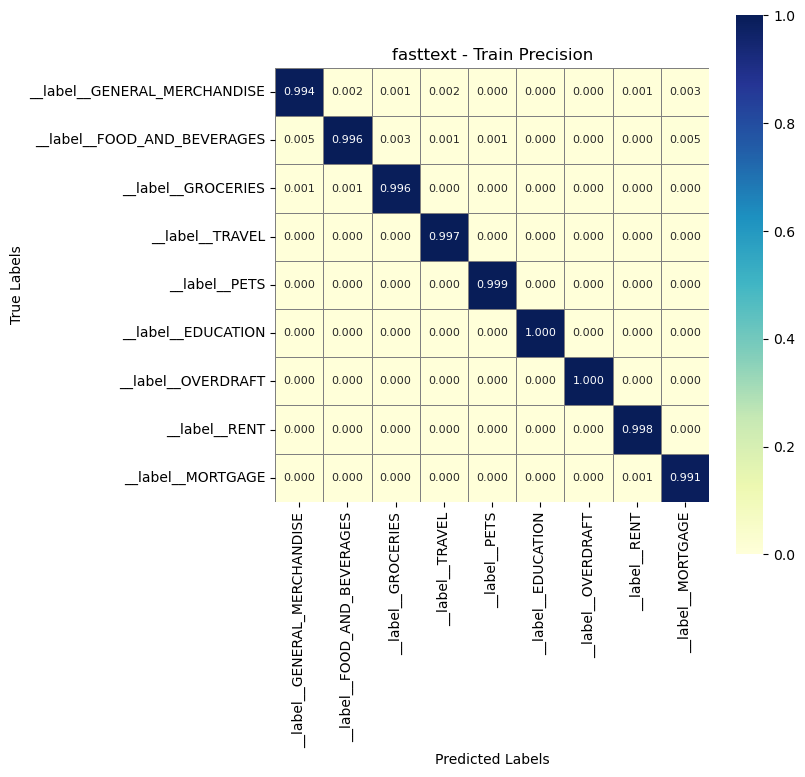 fasttext - Train Precision
1.0
0.8
0.6
0.4
0.2
0.0
True Labels
__label__GENERAL_MERCHANDISE 0.994 0.002 0.001 0.002 0.000 0.000 0.000 0.001 0.003
__label__FOOD_AND_BEVERAGES 0.005 0.996 0.003 0.001 0.001 0.000 0.000 0.000 0.005
__label__GROCERIES 0.001 0.001 0.996 0.000 0.000 0.000 0.000 0.000 0.000
__label__TRAVEL 0.000 0.000 0.000 0.997 0.000 0.000 0.000 0.000 0.000
__label__PETS 0.000 0.000 0.000 0.000 0.999 0.000 0.000 0.000 0.000
__label__EDUCATION 0.000 0.000 0.000 0.000 0.000 1.000 0.000 0.000 0.000
__label__OVERDRAFT 0.000 0.000 0.000 0.000 0.000 0.000 1.000 0.000 0.000
__label__RENT 0.000 0.000 0.000 0.000 0.000 0.000 0.000 0.998 0.000
__label__MORTGAGE 0.000 0.000 0.000 0.000 0.000 0.000 0.000 0.001 0.991
__label__GENERAL_MERCHANDISE
__label__FOOD_AND_BEVERAGES
__label__GROCERIES
__label__TRAVEL
__label__PETS
__label__EDUCATION
__label__OVERDRAFT
__label__RENT
__label__MORTGAGE
Predicted Labels